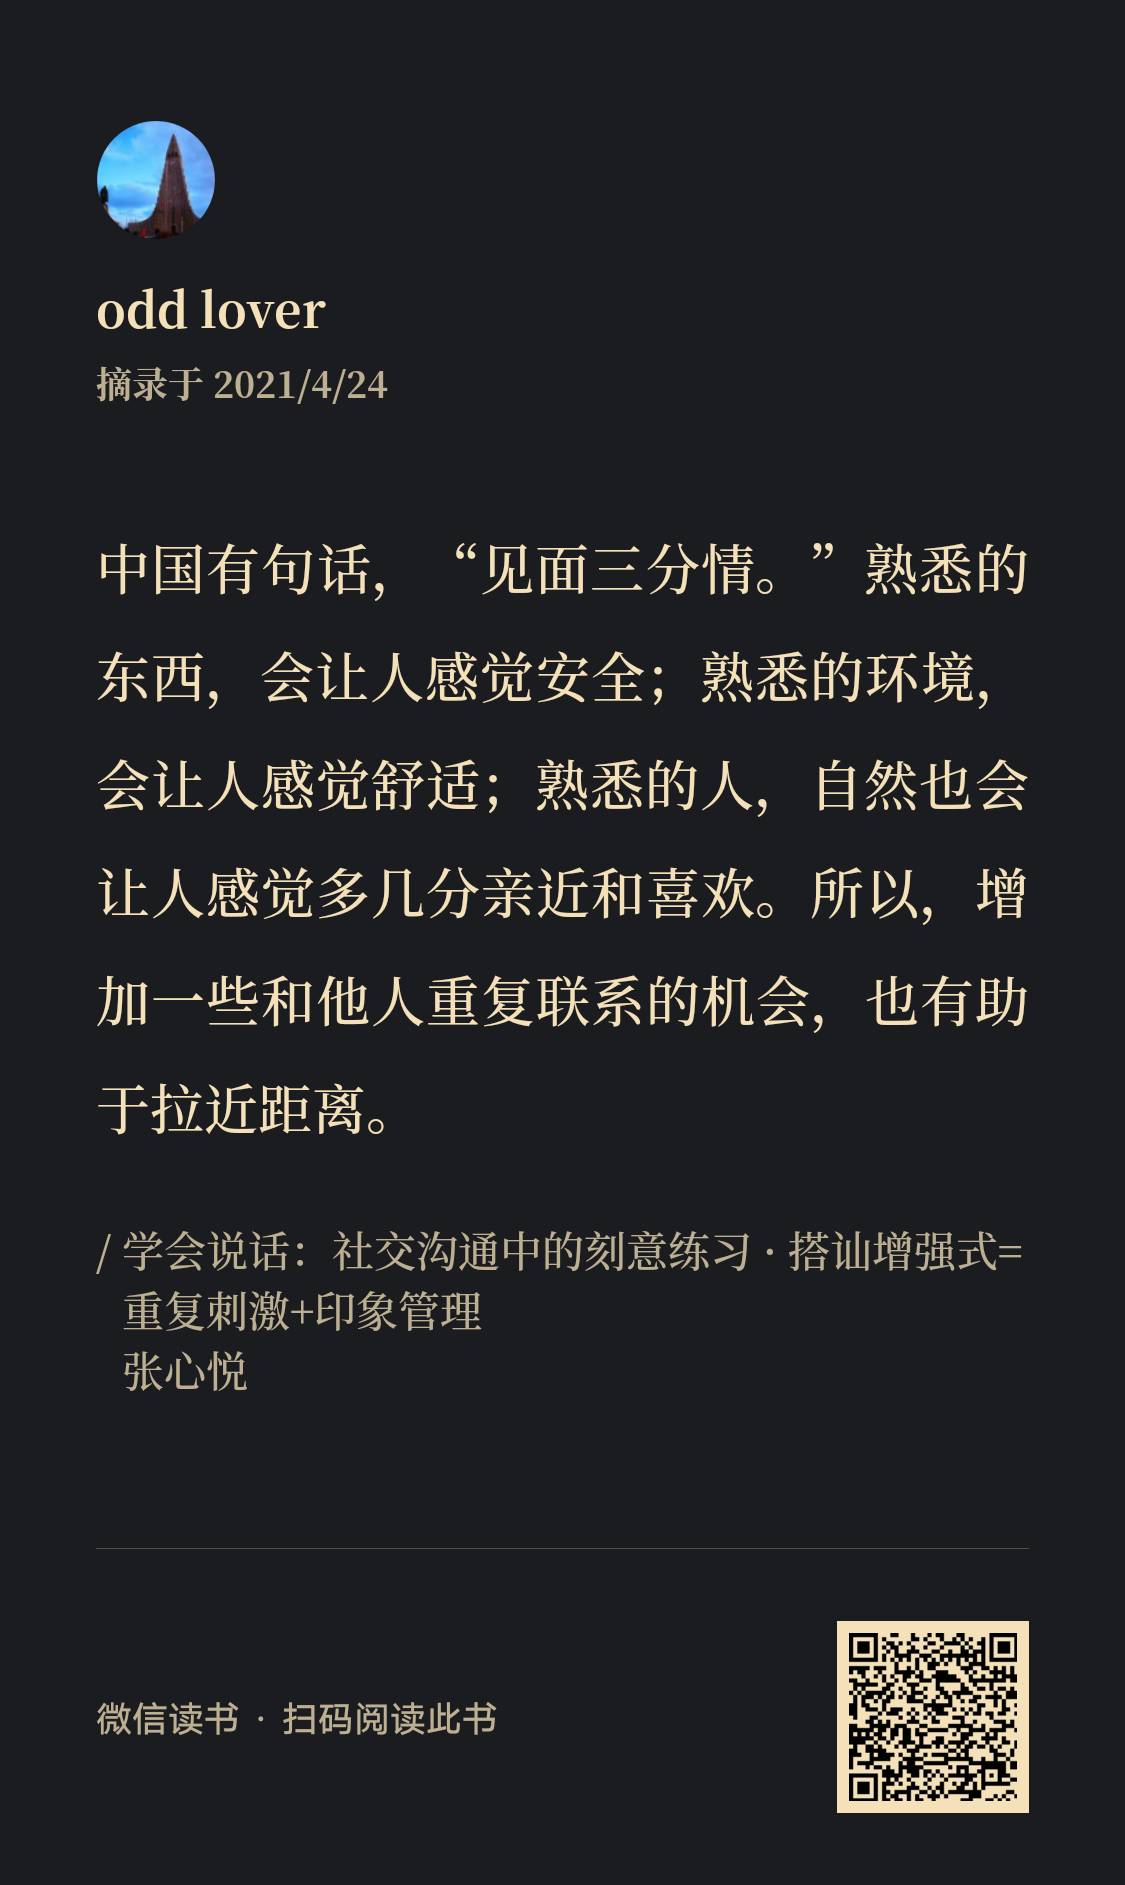 odd lover
摘录于 2021/4/24
中国有句话，“见面三分情。”熟悉的
东西，会让人感觉安全；熟悉的环境，
会让人感觉舒适；熟悉的人，自然也会
让人感觉多几分亲近和喜欢。所以，增
加一些和他人重复联系的机会，也有助
于拉近距离。
/ 学会说话：社交沟通中的刻意练习 · 搭讪增强式=
重复刺激+印象管理
张心悦
微信读书 · 扫码阅读此书